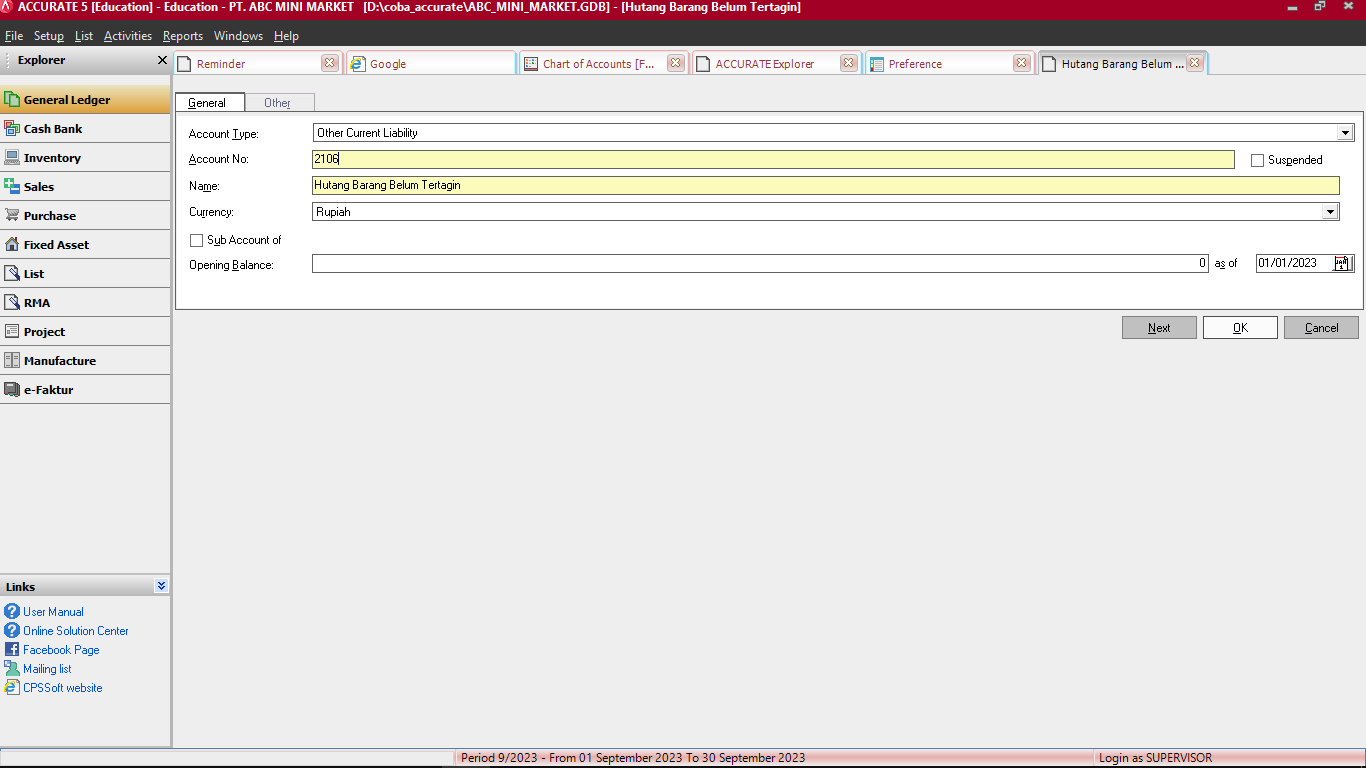 ACCURATE 5 [Education] - Education - PT. ABC MINI MARKET [D:\coba_accurate\ABC_MINI_MARKET.GDB] - [Hutang Barang Belum Tertagin]
File Setup List Activities Reports Windows Help
Explorer
Reminder
Google
Chart of Accounts [F...
ACCURATE Explorer
Preference
Hutang Barang Belum ...
General Ledger
Cash Bank
Inventory
Sales
Purchase
Fixed Asset
List
RMA
Project
Manufacture
e-Faktur
General Other
Account Type: Other Current Liability
Account No: 2106 Suspended
Name: Hutang Barang Belum Tertagin
Currency: Rupiah
Sub Account of
Opening Balance: 0 as of 01/01/2023
Next OK Cancel
Links
User Manual
Online Solution Center
Facebook Page
Mailing list
CPSSoft website
Period 9/2023 - From 01 September 2023 To 30 September 2023
Login as SUPERVISOR